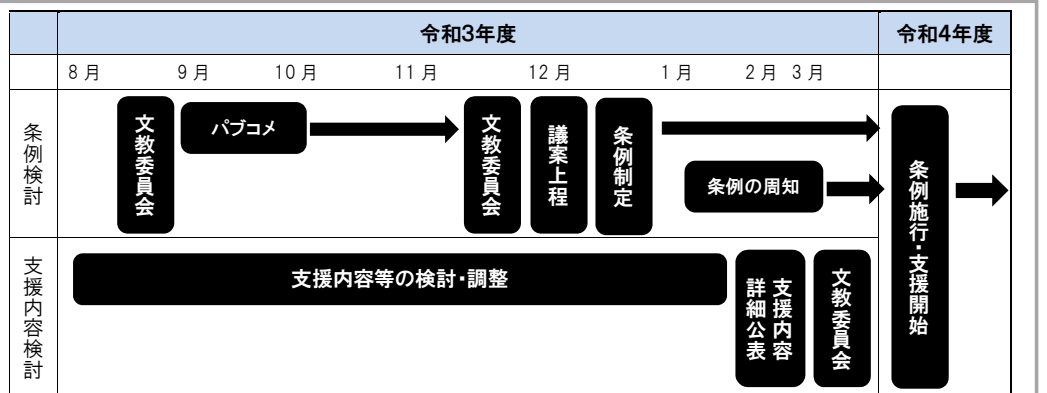 令和3年度
令和4年度
8月 9月 10月 11月 12月 1月 2月 3月
条例検討
文教委員会
パブコメ
文教委員会
議案上程
条例制定
条例の周知
条例施行・支援開始
支援内容検討
支援内容等の検討・調整
支援内容
詳細公表
文教委員会